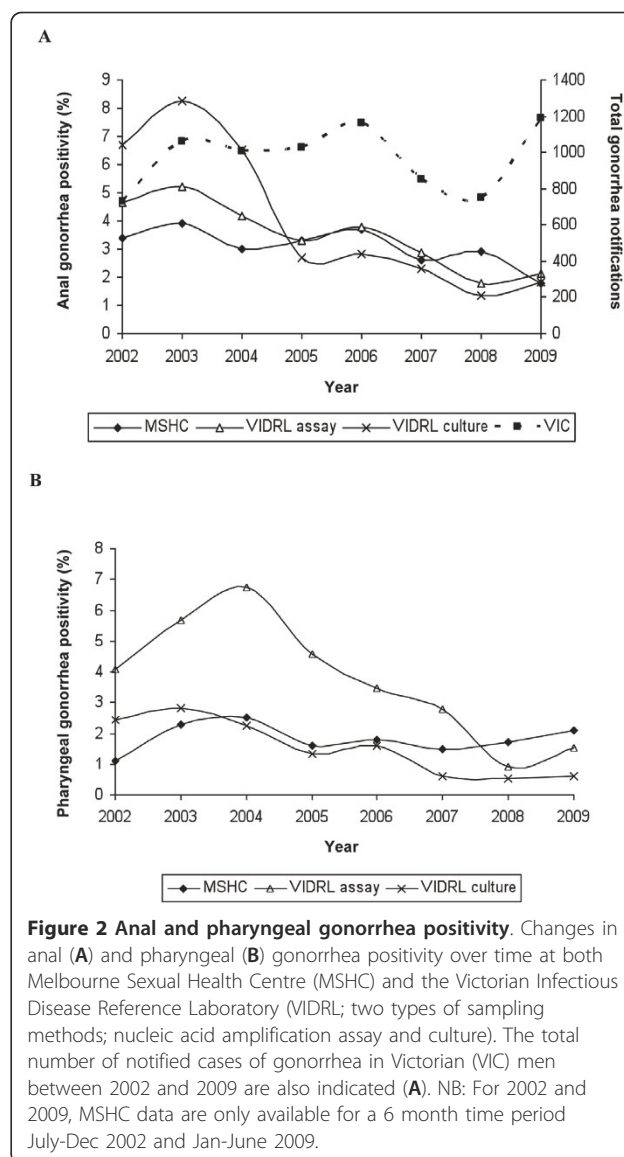 A
Anal gonorrhea positivity (%)
9
8
7
6
5
4
3
2
1
0
1400
1200
1000
800
600
400
200
0
Total gonorrhea notifications
2002 2003 2004 2005 2006 2007 2008 2009
Year
MSHC VIDRL assay VIDRL culture VIC
B
Pharyngeal gonorrhea positivity (%)
8
7
6
5
4
3
2
1
0
2002 2003 2004 2005 2006 2007 2008 2009
Year
MSHC VIDRL assay VIDRL culture
Figure 2 Anal and pharyngeal gonorrhea positivity. Changes in
anal (A) and pharyngeal (B) gonorrhea positivity over time at both
Melbourne Sexual Health Centre (MSHC) and the Victorian Infectious
Disease Reference Laboratory (VIDRL; two types of sampling
methods; nucleic acid amplification assay and culture). The total
number of notified cases of gonorrhea in Victorian (VIC) men
between 2002 and 2009 are also indicated (A). NB: For 2002 and
2009, MSHC data are only available for a 6 month time period
July-Dec 2002 and Jan-June 2009.